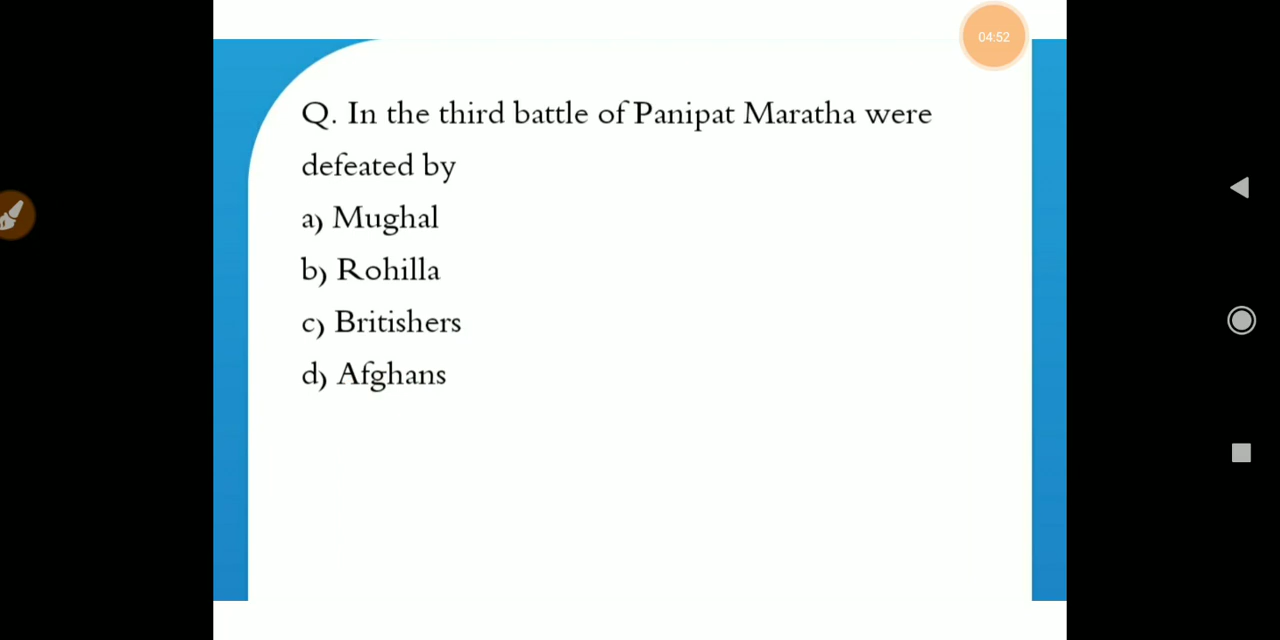 04:52
Q. In the third battle of Panipat Maratha were
defeated by
a) Mughal
b) Rohilla
c) Britishers
d) Afghans